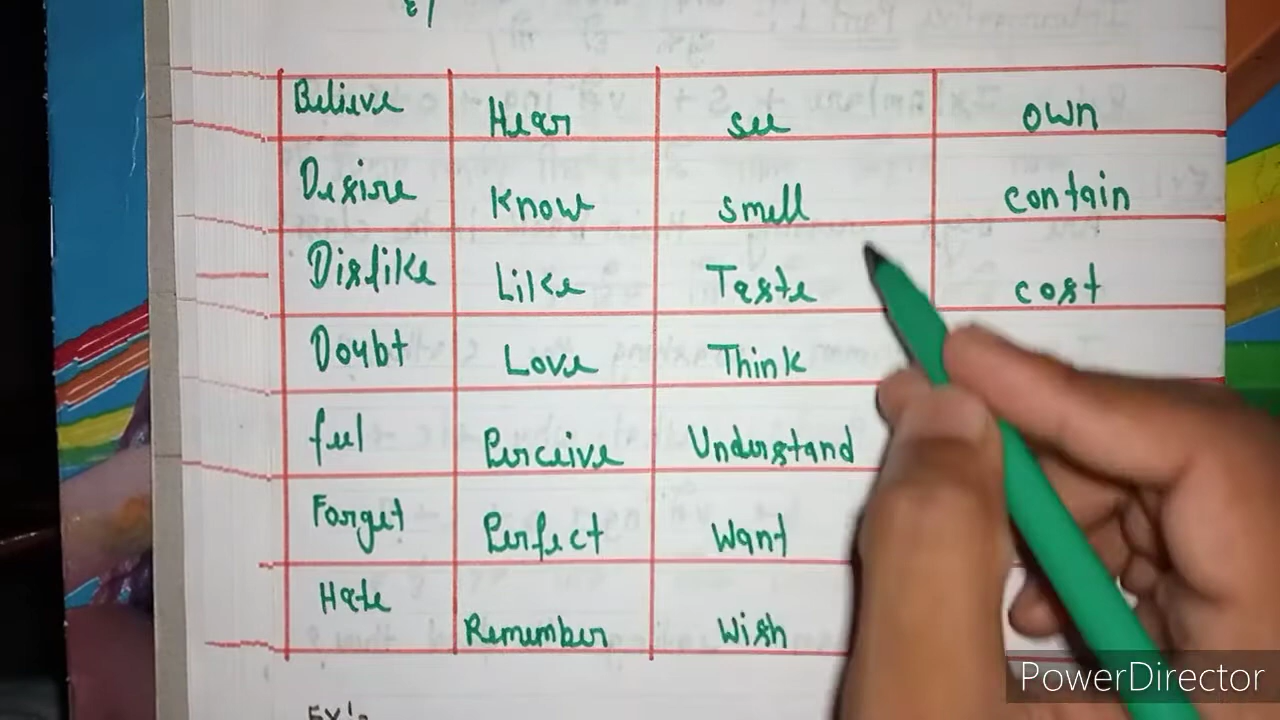 Believe Hear see own
Desire Know smell contain
Dislike Like Taste cost
Doubt Love Think
feel Perceive Understand
Forget Perfect Want
Hate Remember Wish
Ex:-
PowerDirector